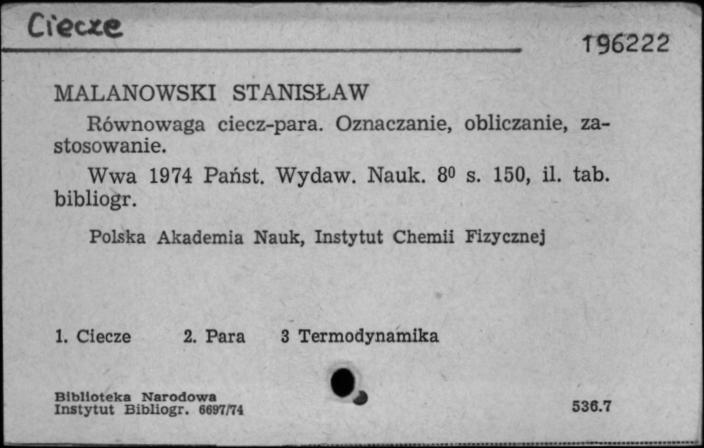 Ciecze
196222
MALANOWSKI STANISŁAW
Równowaga ciecz-para. Oznaczanie, obliczanie, za-
stosowanie.
Wwa 1974 Państ. Wydaw. Nauk. 8⁰ s. 150, il. tab.
bibliogr.
Polska Akademia Nauk, Instytut Chemii Fizycznej
1. Ciecze 2. Para 3 Termodynamika
Biblioteka Narodowa
Instytut Bibliogr. 6697/74
536.7